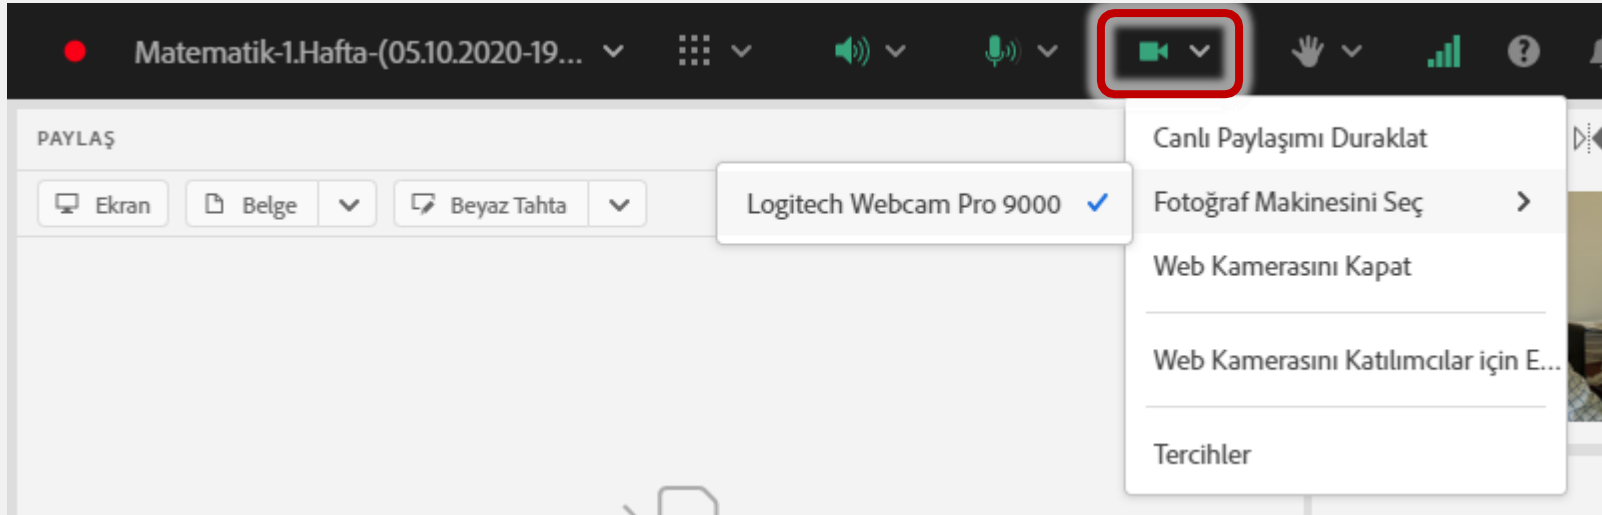 Matematik-1.Hafta-(05.10.2020-19...
PAYLAŞ
Ekran
Belge
Beyaz Tahta
Canlı Paylaşımı Duraklat
Logitech Webcam Pro 9000
Fotoğraf Makinesini Seç
Web Kamerasını Kapat
Web Kamerasını Katılımcılar için E...
Tercihler